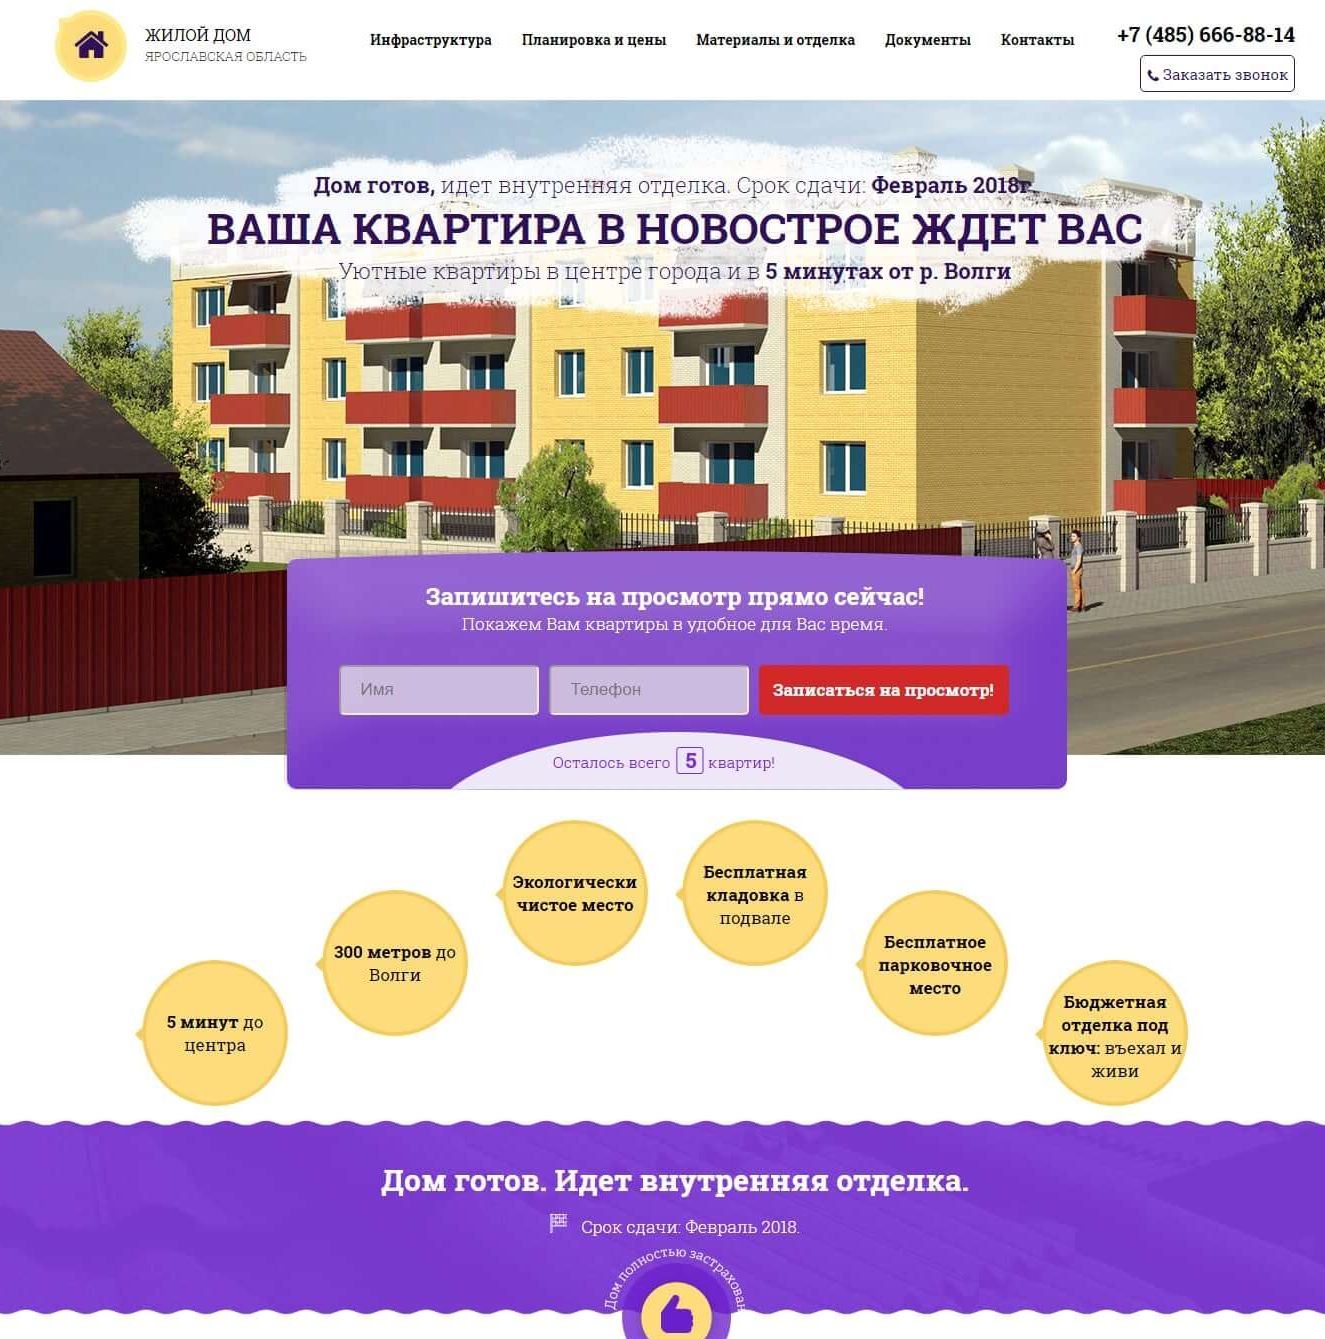 ЖИЛОЙ ДОМ
ЯРОСЛАВСКАЯ ОБЛАСТЬ
Инфраструктура Планировка и цены Материалы и отделка Документы Контакты
+7 (485) 666-88-14
Заказать звонок
Дом готов, идет внутренняя отделка. Срок сдачи: Февраль 2018г.
ВАША КВАРТИРА В НОВОСТРОЕ ЖДЕТ ВАС
Уютные квартиры в центре города и в 5 минутах от р. Волги
Запишитесь на просмотр прямо сейчас!
Покажем Вам квартиры в удобное для Вас время.
Имя Телефон Записаться на просмотр!
Осталось всего 5 квартир!
5 минут до
центра
300 метров до
Волги
Экологически
чистое место
Бесплатная
кладовка в
подвале
Бесплатное
парковочное
место
Бюджетная
отделка под
ключ: въехал и
живи
Дом готов. Идет внутренняя отделка.
Срок сдачи: Февраль 2018.
Дом полностью застрахован